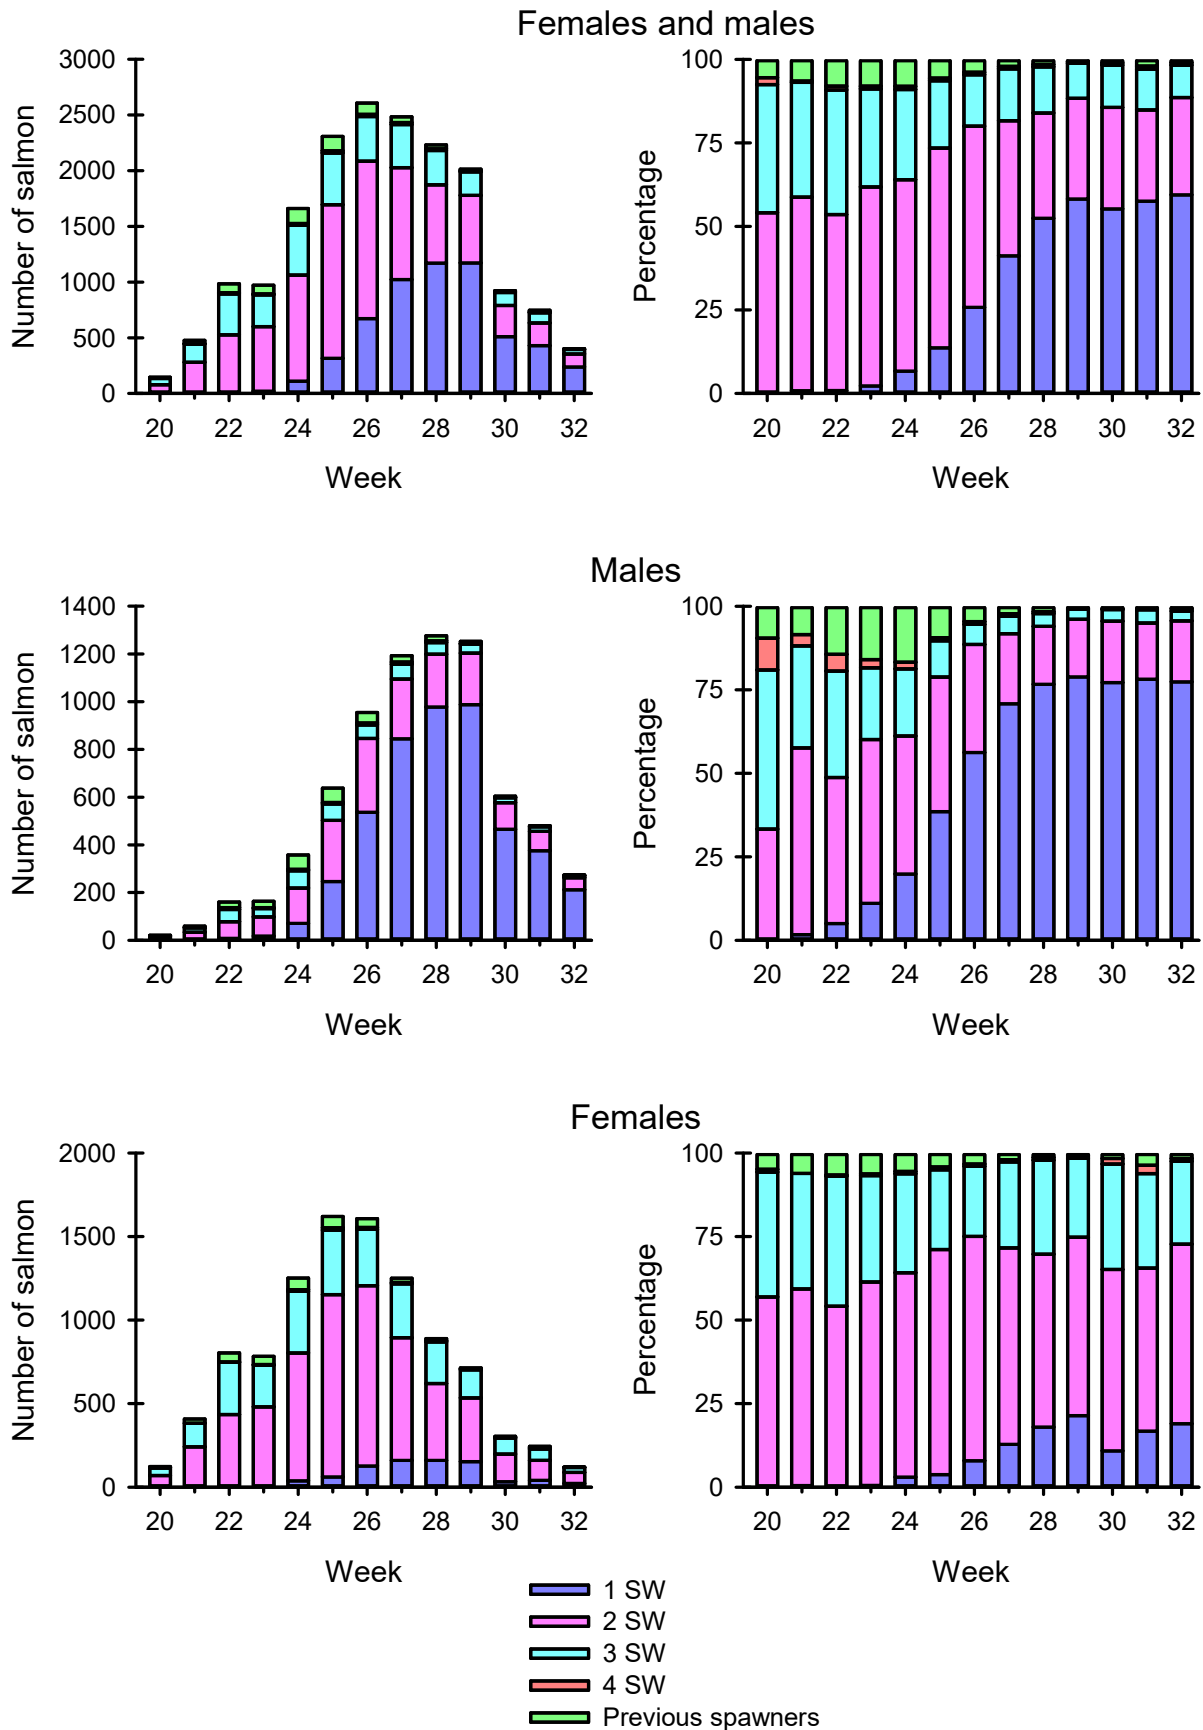 Females and males
Number of salmon
3000
2500
2000
1500
1000
500
0
20 22 24 26 28 30 32
Week
Percentage
100
75
50
25
0
20 22 24 26 28 30 32
Week
Males
Number of salmon
1400
1200
1000
800
600
400
200
0
20 22 24 26 28 30 32
Week
Percentage
100
75
50
25
0
20 22 24 26 28 30 32
Week
Females
Number of salmon
2000
1500
1000
500
0
20 22 24 26 28 30 32
Week
Percentage
100
75
50
25
0
20 22 24 26 28 30 32
Week
1 SW
2 SW
3 SW
4 SW
Previous spawners